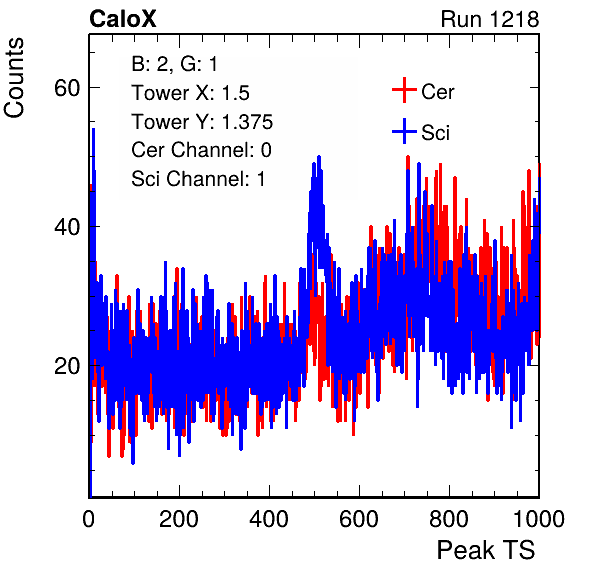 CaloX Run 1218
Counts
B: 2, G: 1
Tower X: 1.5
Tower Y: 1.375
Cer Channel: 0
Sci Channel: 1
Cer
Sci
60
40
20
0 200 400 600 800 1000
Peak TS